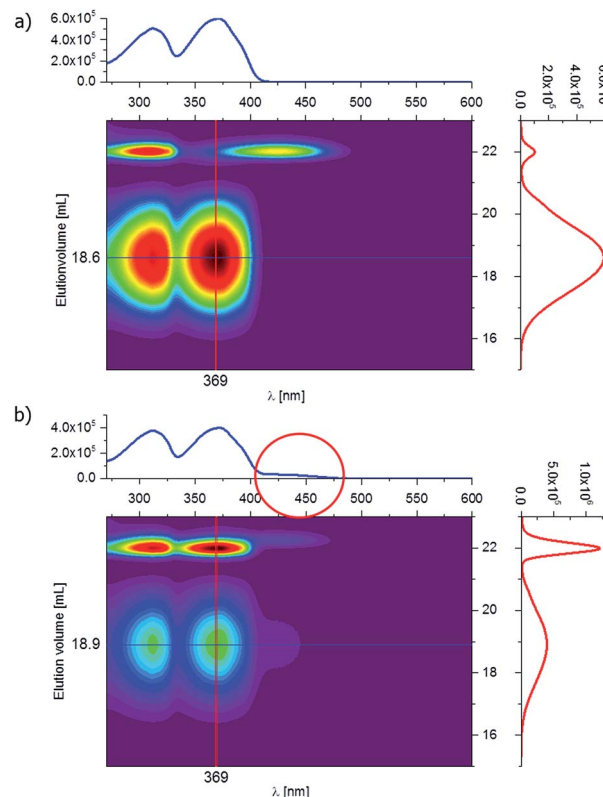 a)
6.0x10⁵
4.0x10⁵
2.0x10⁵
0.0
300 350 400 450 500 550 600
0.0
2.0x10⁵
4.0x10⁵
Elutionvolume [mL]
18.6
22
20
18
16
369
λ [nm]
b)
4.0x10⁵
2.0x10⁵
0.0
300 350 400 450 500 550 600
0.0
5.0x10⁵
1.0x10⁶
Elution volume [mL]
18.9
22
20
18
16
369
λ [nm]